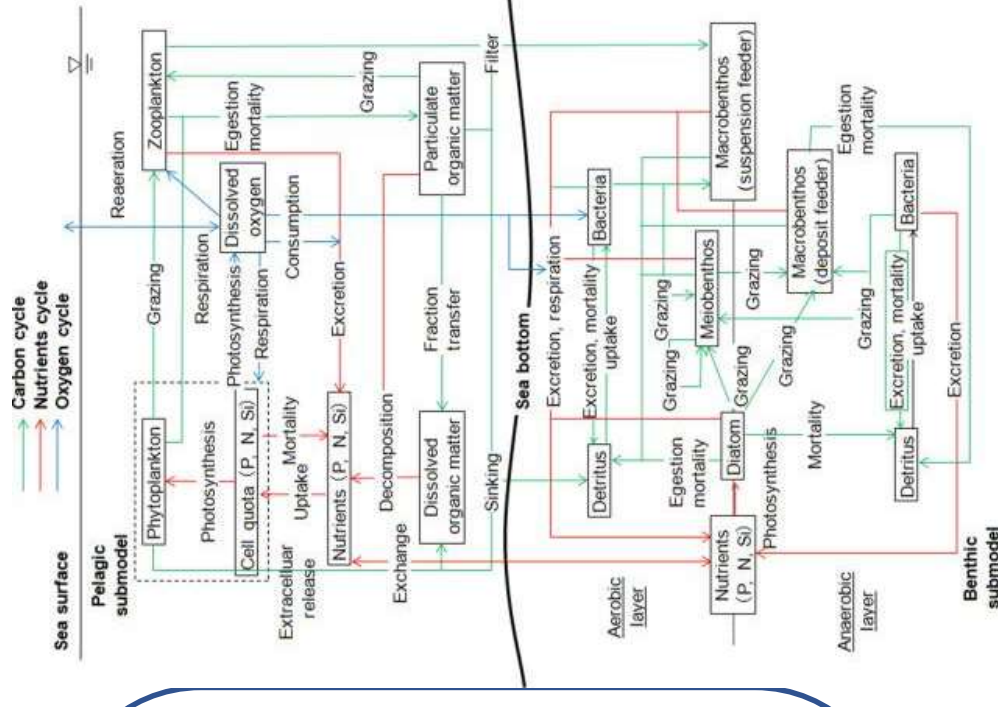 Carbon cycle
Nutrients cycle
Oxygen cycle
Sea surface
Pelagic
submodel
Reaeration
Phytoplankton
Grazing
Zooplankton
Photosynthesis
Respiration
Egestion
mortality
Grazing
Cell quota (P, N, Si)
Photosynthesis
Respiration
Dissolved
oxygen
Consumption
Extracelluar
release
Uptake
Mortality
Excretion
Nutrients (P, N, Si)
Decomposition
Exchange
Dissolved
organic matter
Fraction
transfer
Particulate
organic matter
Sinking
Filter
Sea bottom
Excretion, respiration
Aerobic
layer
Detritus
Excretion, mortality
uptake
Bacteria
Egestion
mortality
Grazing
Grazing
Nutrients
(P, N, Si)
Diatom
Grazing
Meiobenthos
Grazing
Macrobenthos
(suspension feeder)
Photosynthesis
Grazing
Macrobenthos
(deposit feeder)
Mortality
Grazing
Egestion
mortality
Anaerobic
layer
Detritus
Excretion, mortality
uptake
Bacteria
Excretion
Benthic
submodel